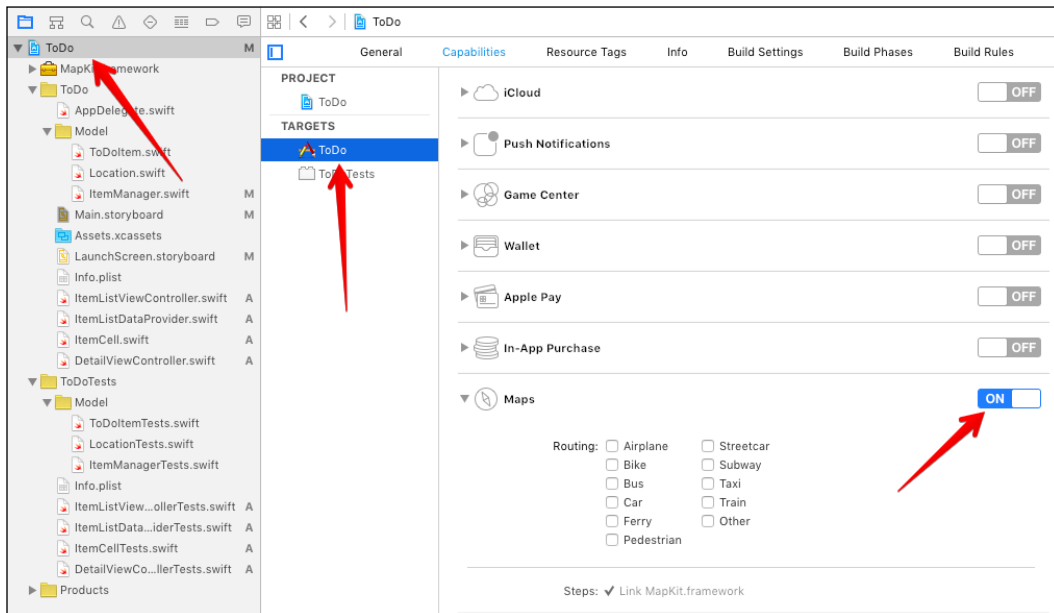 ToDo
ToDo M
MapKit.framework
ToDo
AppDelegate.swift
Model
ToDoItem.swift
Location.swift
ItemManager.swift M
Main.storyboard M
Assets.xcassets
LaunchScreen.storyboard M
Info.plist
ItemListViewController.swift A
ItemListDataProvider.swift A
ItemCell.swift A
DetailViewController.swift A
ToDoTests
Model
ToDoItemTests.swift
LocationTests.swift
ItemManagerTests.swift
Info.plist
ItemListView...ollerTests.swift A
ItemListData...iderTests.swift A
ItemCellTests.swift A
DetailViewCo...llerTests.swift A
Products
General Capabilities Resource Tags Info Build Settings Build Phases Build Rules
PROJECT
ToDo
TARGETS
ToDo
ToDoTests
iCloud OFF
Push Notifications OFF
Game Center OFF
Wallet OFF
Apple Pay OFF
In-App Purchase OFF
Maps ON
Routing: Airplane Streetcar
Bike Subway
Bus Taxi
Car Train
Ferry Other
Pedestrian
Steps: ✔ Link MapKit.framework